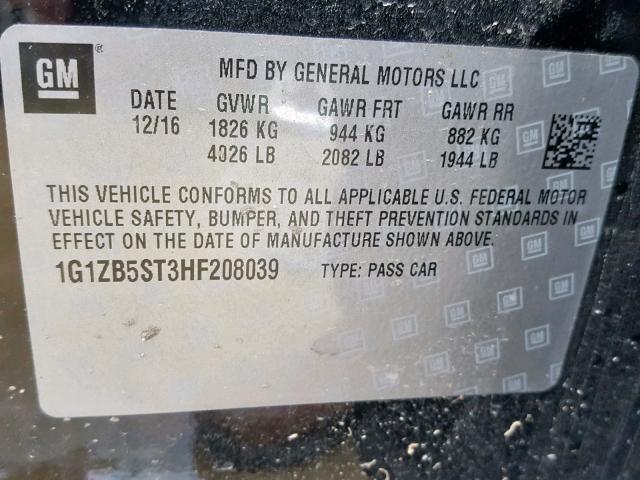 GM ® MFD BY GENERAL MOTORS LLC
DATE GVWR GAWR FRT GAWR RR
12/16 1826 KG 944 KG 882 KG
4026 LB 2082 LB 1944 LB
THIS VEHICLE CONFORMS TO ALL APPLICABLE U.S. FEDERAL MOTOR
VEHICLE SAFETY, BUMPER, AND THEFT PREVENTION STANDARDS IN
EFFECT ON THE DATE OF MANUFACTURE SHOWN ABOVE.
1G1ZB5ST3HF208039 TYPE: PASS CAR